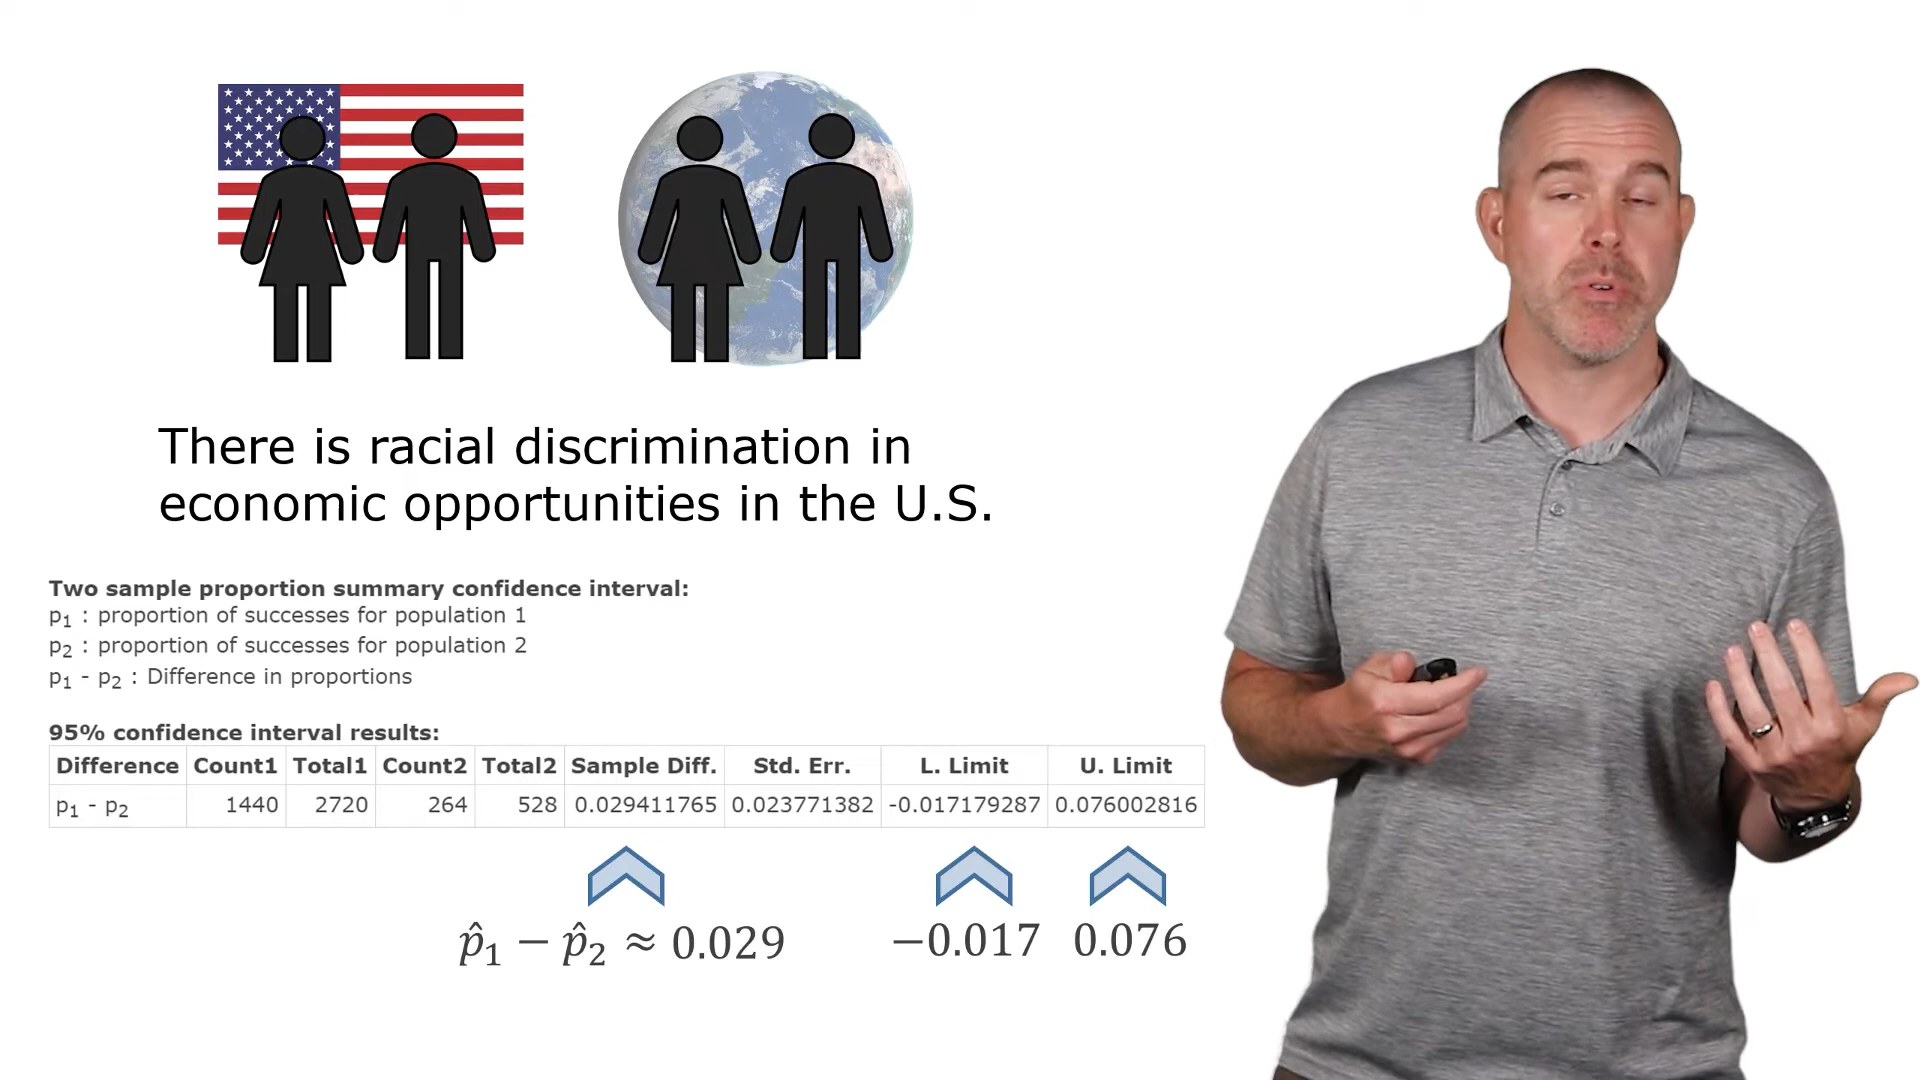 There is racial discrimination in
economic opportunities in the U.S.
Two sample proportion summary confidence interval:
p₁ : proportion of successes for population 1
p₂ : proportion of successes for population 2
p₁ - p₂ : Difference in proportions
95% confidence interval results:
Difference Count1 Total1 Count2 Total2 Sample Diff. Std. Err. L. Limit U. Limit
p₁ - p₂ 1440 2720 264 528 0.029411765 0.023771382 -0.017179287 0.076002816
p̂₁ − p̂₂ ≈ 0.029 −0.017 0.076